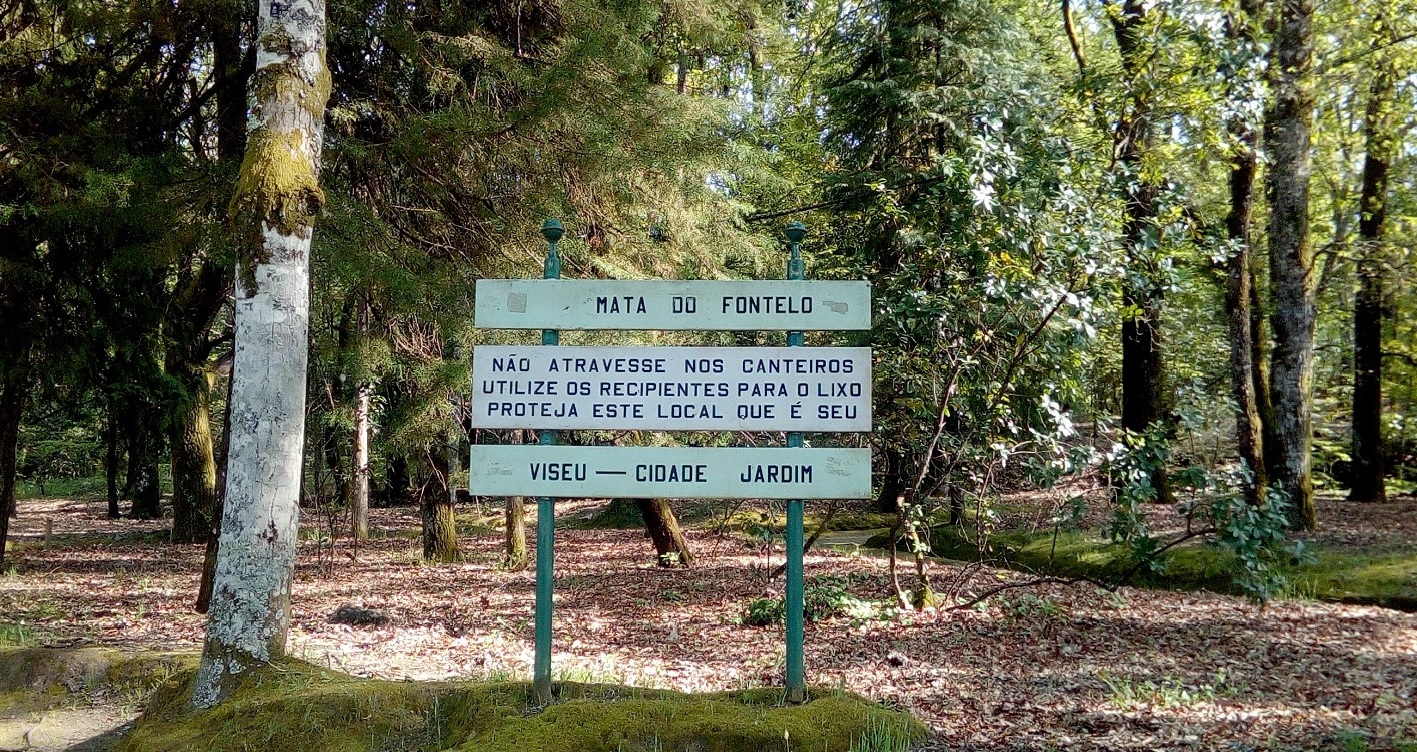 MATA DO FONTELO
NÃO ATRAVESSE NOS CANTEIROS
UTILIZE OS RECIPIENTES PARA O LIXO
PROTEJA ESTE LOCAL QUE É SEU
VISEU — CIDADE JARDIM